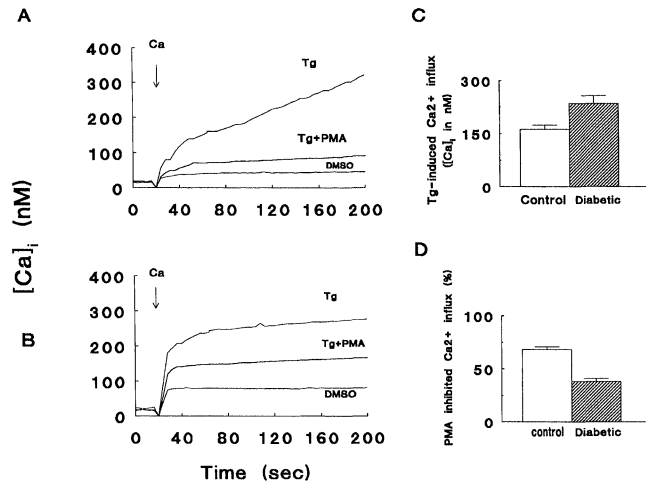 A
Ca
400
300
200
100
0
Tg
Tg+PMA
DMSO
0 40 80 120 160 200
[Ca]i (nM)
B
Ca
400
300
200
100
0
Tg
Tg+PMA
DMSO
0 40 80 120 160 200
Time (sec)
C
Tg-induced Ca2+ influx
([Ca]i in nM)
300
150
0
Control Diabetic
D
PMA inhibited Ca2+ influx (%)
100
50
0
control Diabetic